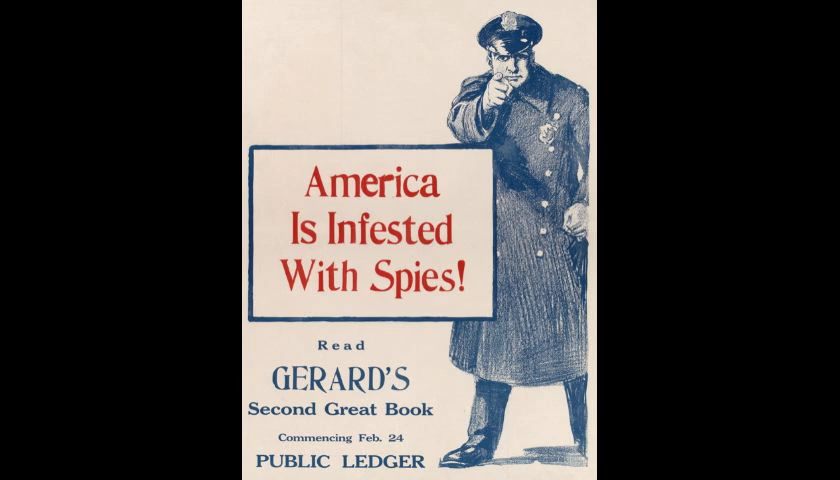 America
Is Infested
With Spies!
Read
GERARD'S
Second Great Book
Commencing Feb. 24
PUBLIC LEDGER